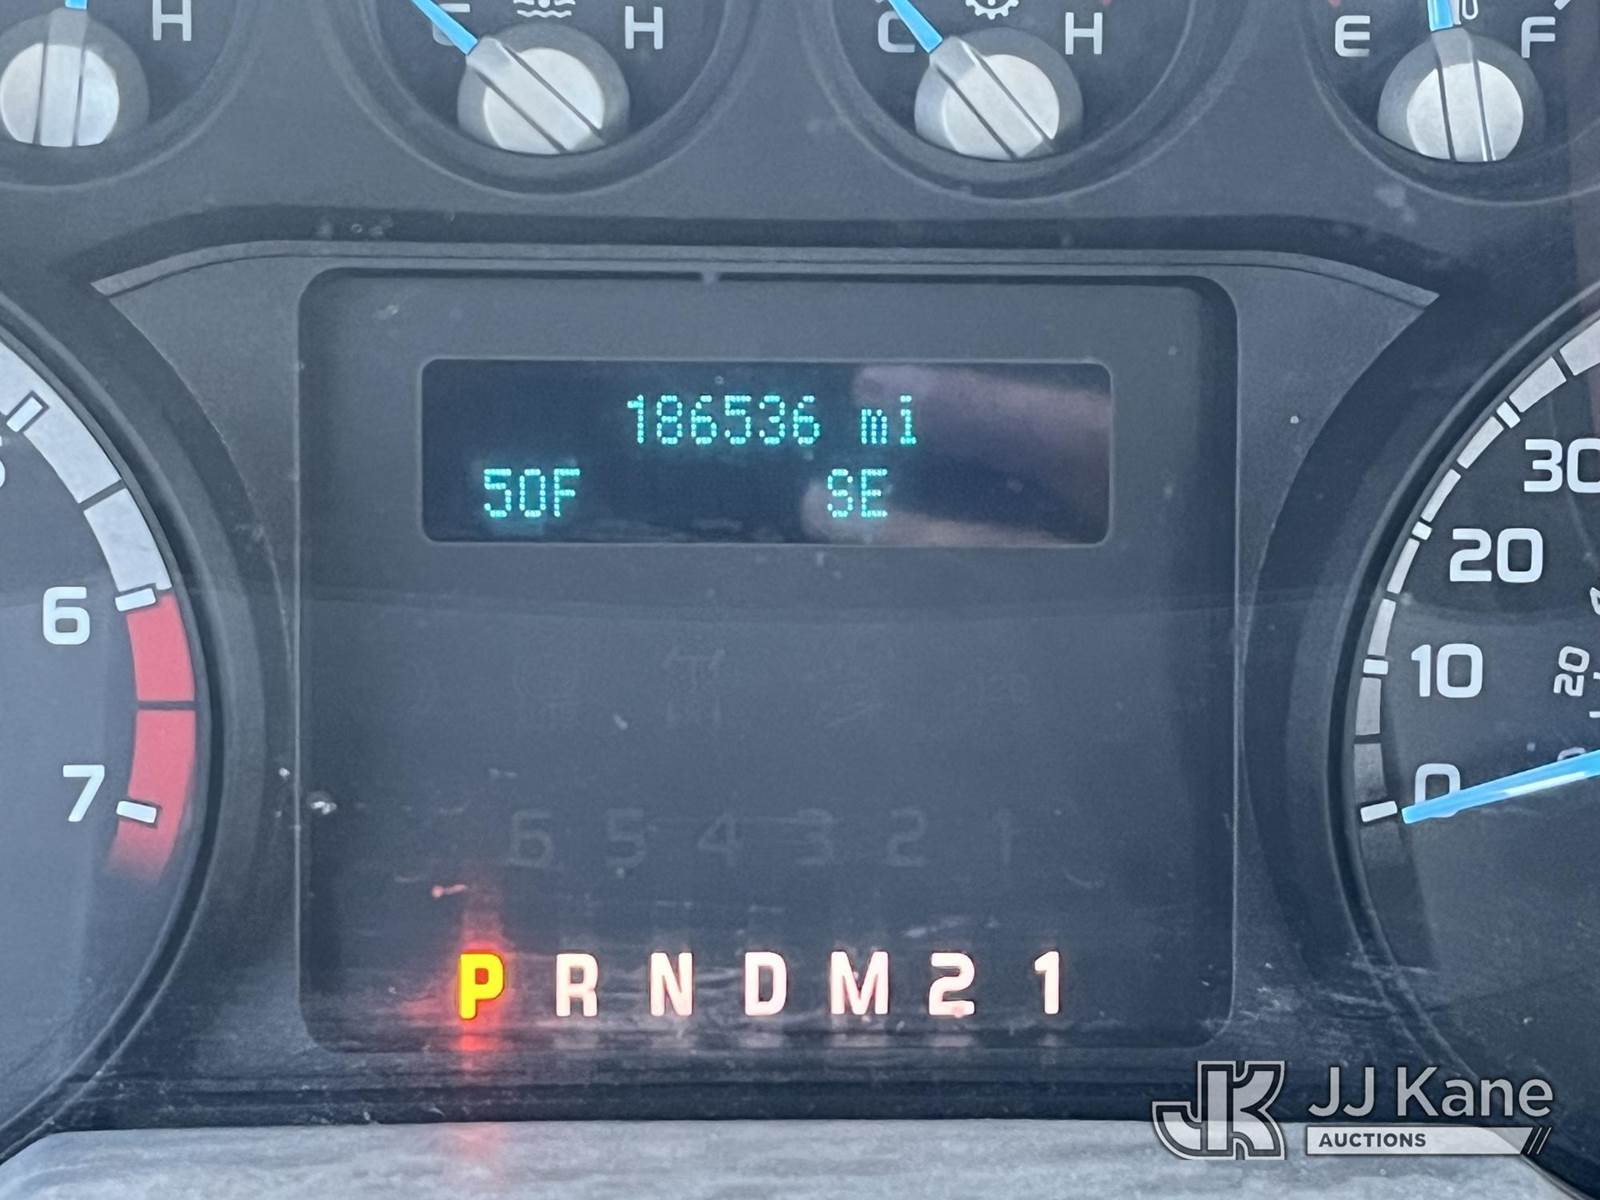 H
C H
C H
E F
186536 mi
50F SE
30
20
6
10
20
0
7
6 5 4 3 2 1
P R N D M 2 1
JJ Kane
AUCTIONS